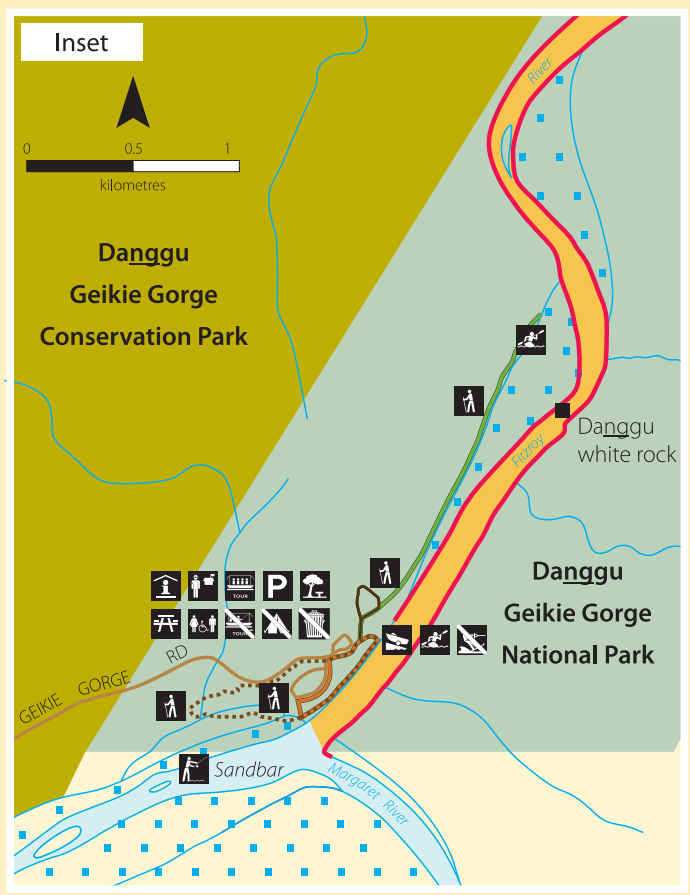 Inset
0 0.5 1
kilometres
River
Danggu
Geikie Gorge
Conservation Park
Danggu
white rock
Fitzroy
Danggu
Geikie Gorge
National Park
TOUR
P
TOUR
GEIKIE GORGE RD
Sandbar
Margaret River